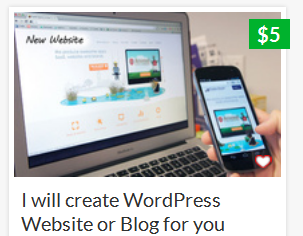 New Website
$5
I will create WordPress
Website or Blog for you